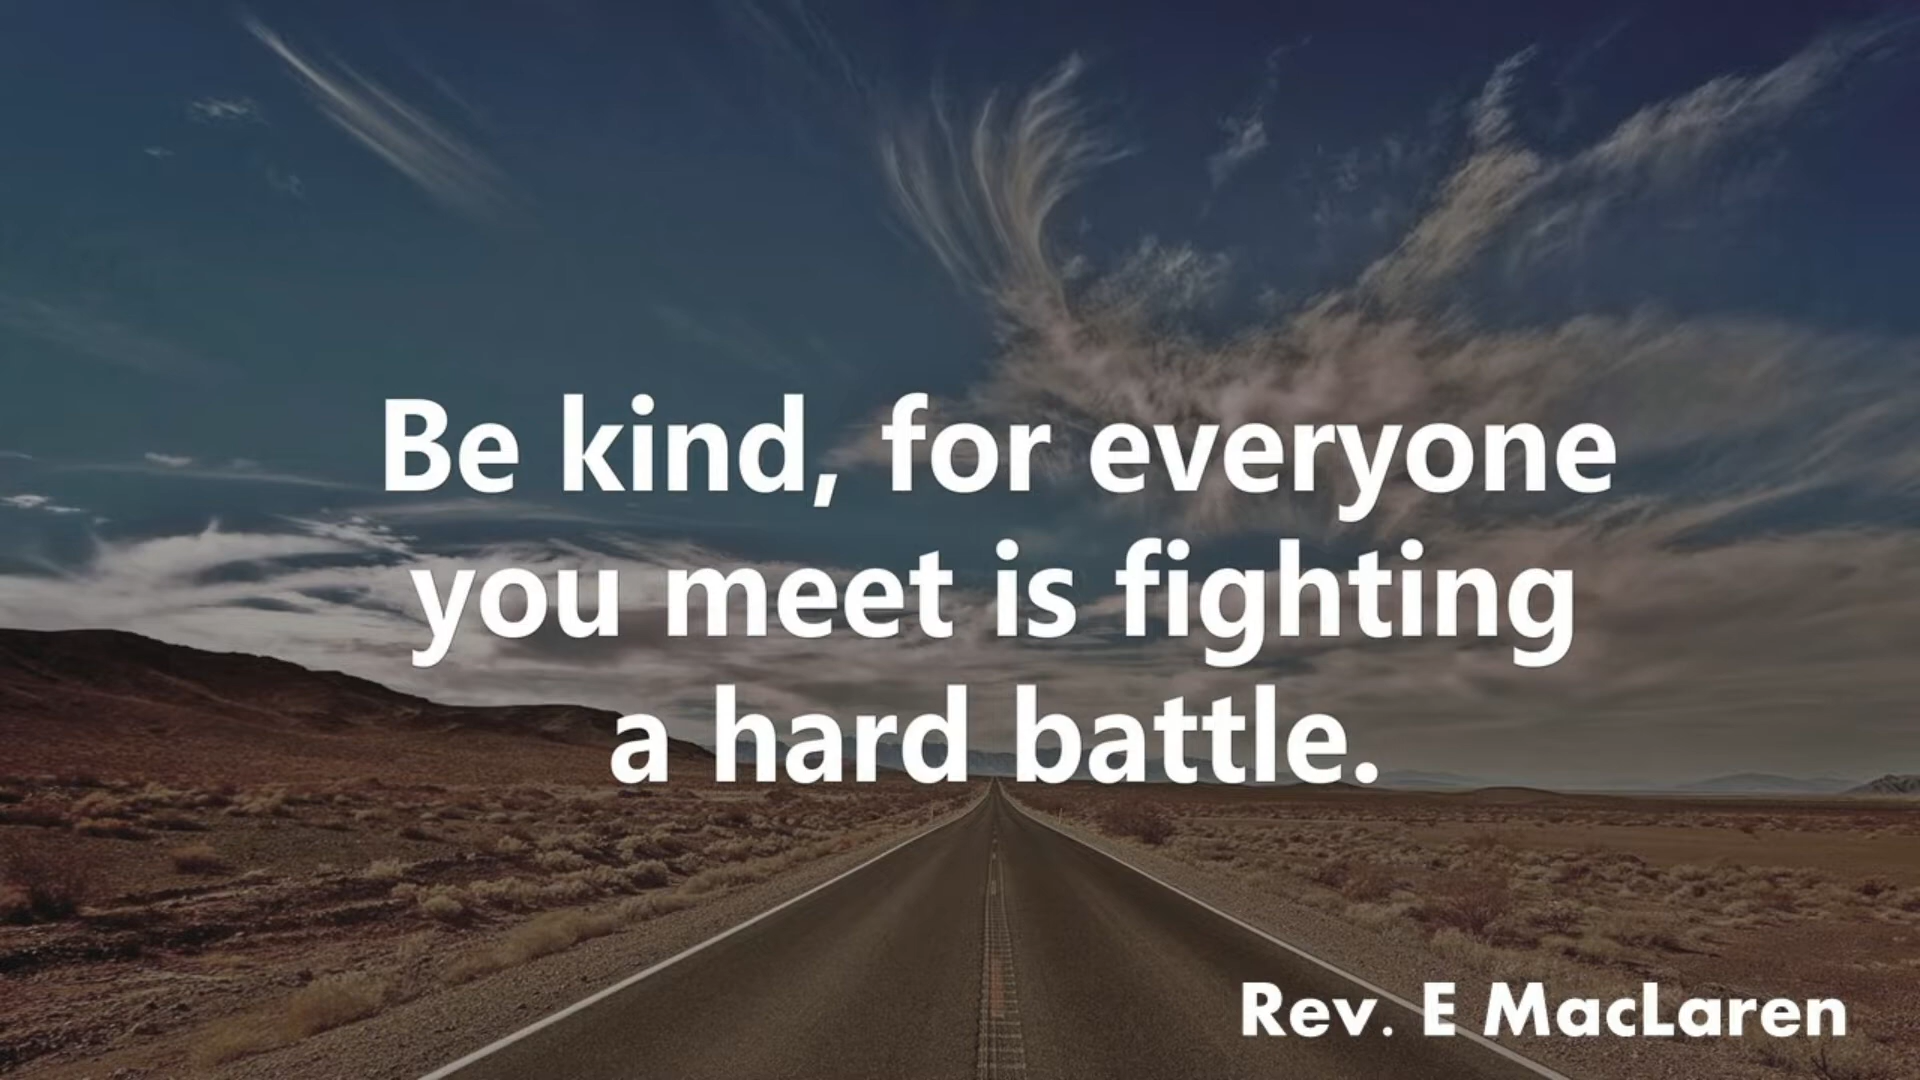 Be kind, for everyone
you meet is fighting
a hard battle.
Rev. E MacLaren